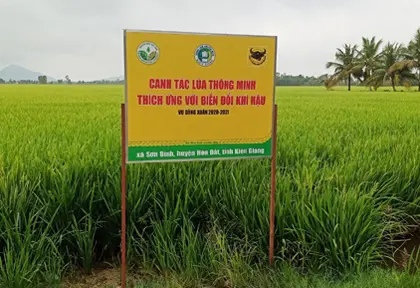 CANH TÁC LÚA THÔNG MINH
THÍCH ỨNG VỚI BIẾN ĐỔI KHÍ HẬU
VỤ ĐÔNG XUÂN 2020-2021
xã Sơn Bình, huyện Hòn Đất, tỉnh Kiên Giang